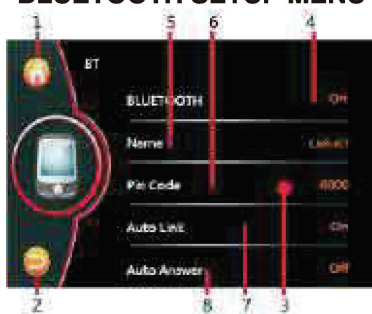 BLUETOOTH SETUP MENU
1 5 6 4
BT
BLUETOOTH On
Name
Pin Code 0000
Auto Link On
Auto Answer Off
2 8 7 3